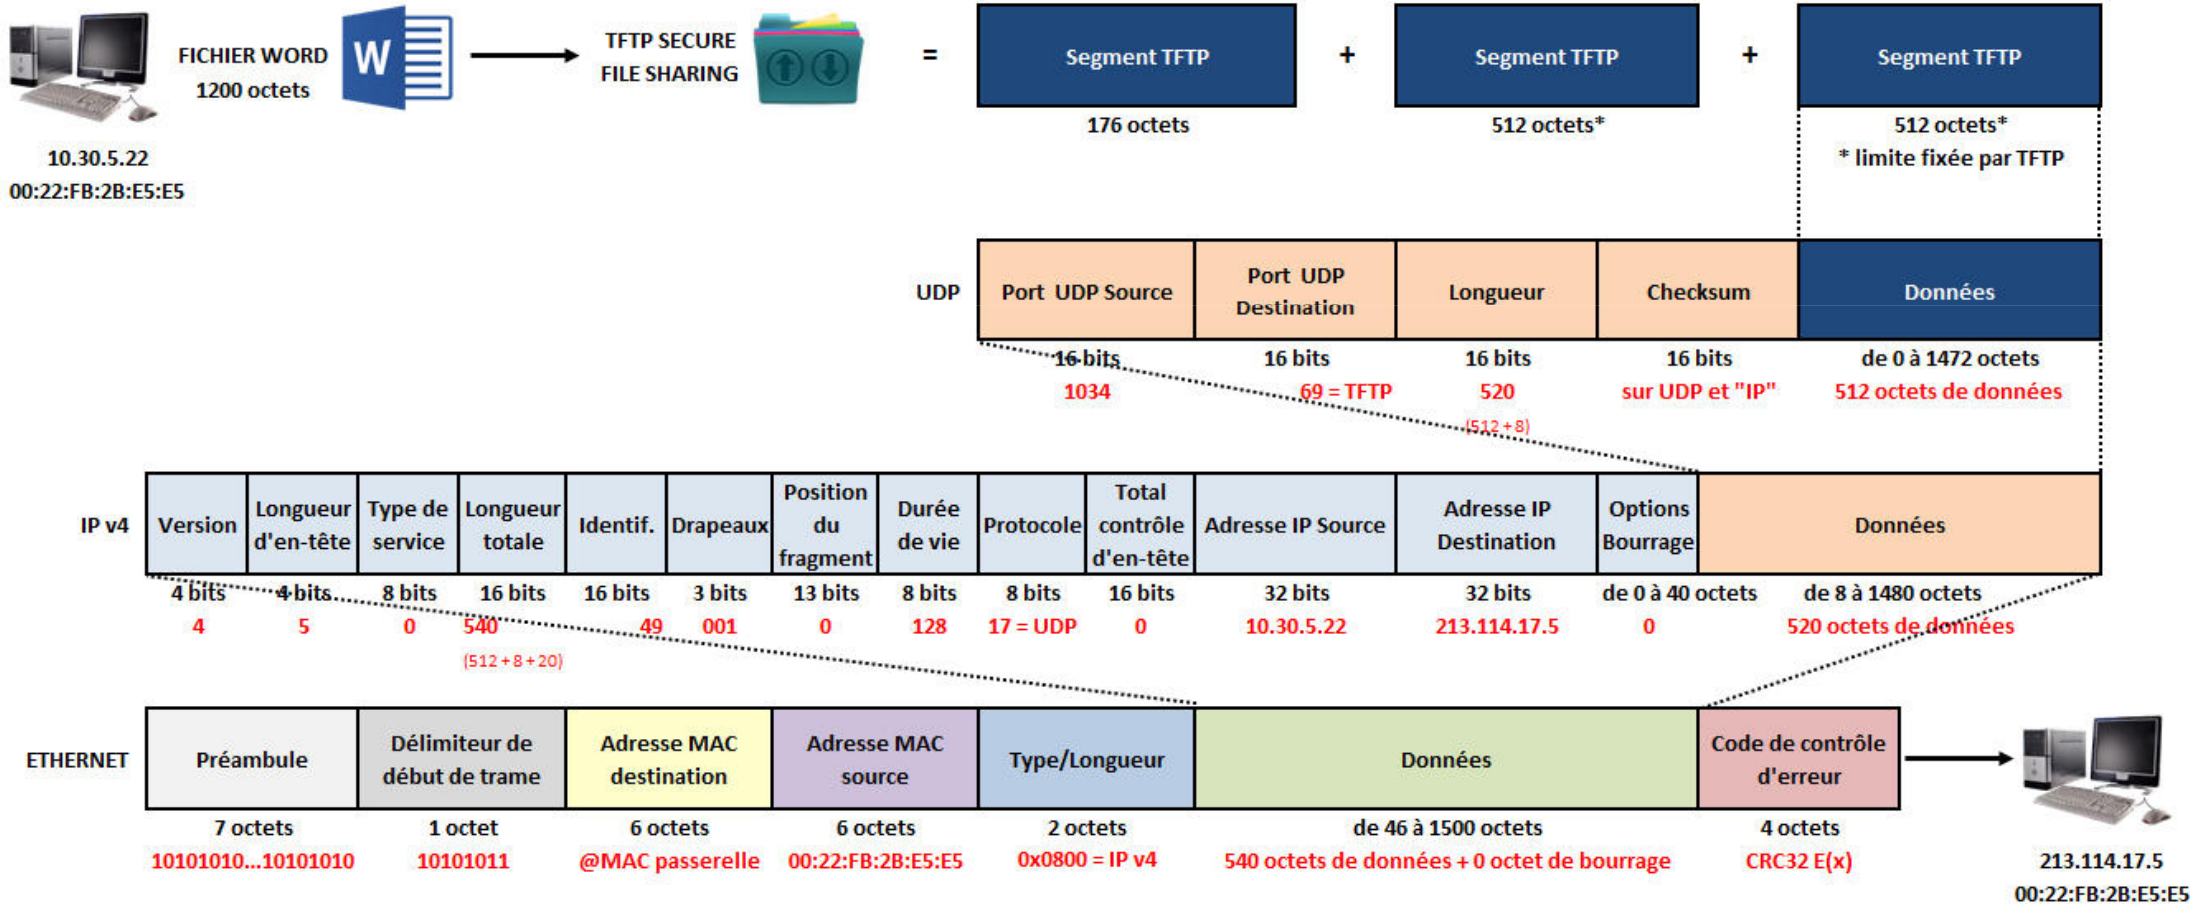 FICHIER WORD
1200 octets
W
TFTP SECURE
FILE SHARING
=
Segment TFTP
+
Segment TFTP
+
Segment TFTP
176 octets
512 octets*
512 octets*
* limite fixée par TFTP
10.30.5.22
00:22:FB:2B:E5:E5
UDP
Port UDP Source
Port UDP
Destination
Longueur
Checksum
Données
16 bits
16 bits
16 bits
16 bits
de 0 à 1472 octets
1034
69 = TFTP
520
sur UDP et "IP"
512 octets de données
(512 + 8)
IP v4
Version
Longueur
d'en-tête
Type de
service
Longueur
totale
Identif.
Drapeaux
Position
du
fragment
Durée
de vie
Protocole
Total
contrôle
d'en-tête
Adresse IP Source
Adresse IP
Destination
Options
Bourrage
Données
4 bits
4 bits
8 bits
16 bits
16 bits
3 bits
13 bits
8 bits
8 bits
16 bits
32 bits
32 bits
de 0 à 40 octets
de 8 à 1480 octets
4
5
0
540
49
001
0
128
17 = UDP
0
10.30.5.22
213.114.17.5
0
520 octets de données
(512 + 8 + 20)
ETHERNET
Préambule
Délimiteur de
début de trame
Adresse MAC
destination
Adresse MAC
source
Type/Longueur
Données
Code de contrôle
d'erreur
7 octets
1 octet
6 octets
6 octets
2 octets
de 46 à 1500 octets
4 octets
10101010...10101010
10101011
@MAC passerelle
00:22:FB:2B:E5:E5
0x0800 = IP v4
540 octets de données + 0 octet de bourrage
CRC32 E(x)
213.114.17.5
00:22:FB:2B:E5:E5